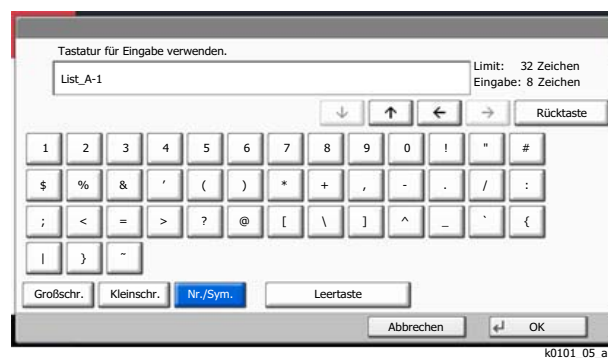 Tastatur für Eingabe verwenden.
Limit: 32 Zeichen
List_A-1
Eingabe: 8 Zeichen
Rücktaste
1 2 3 4 5 6 7 8 9 0 ! " #
$ % & ' ( ) * + , - . / :
; < = > ? @ [ \ ] ^ _ ` {
| } ~
Großschr. Kleinschr. Nr./Sym. Leertaste
Abbrechen OK
k0101_05_a